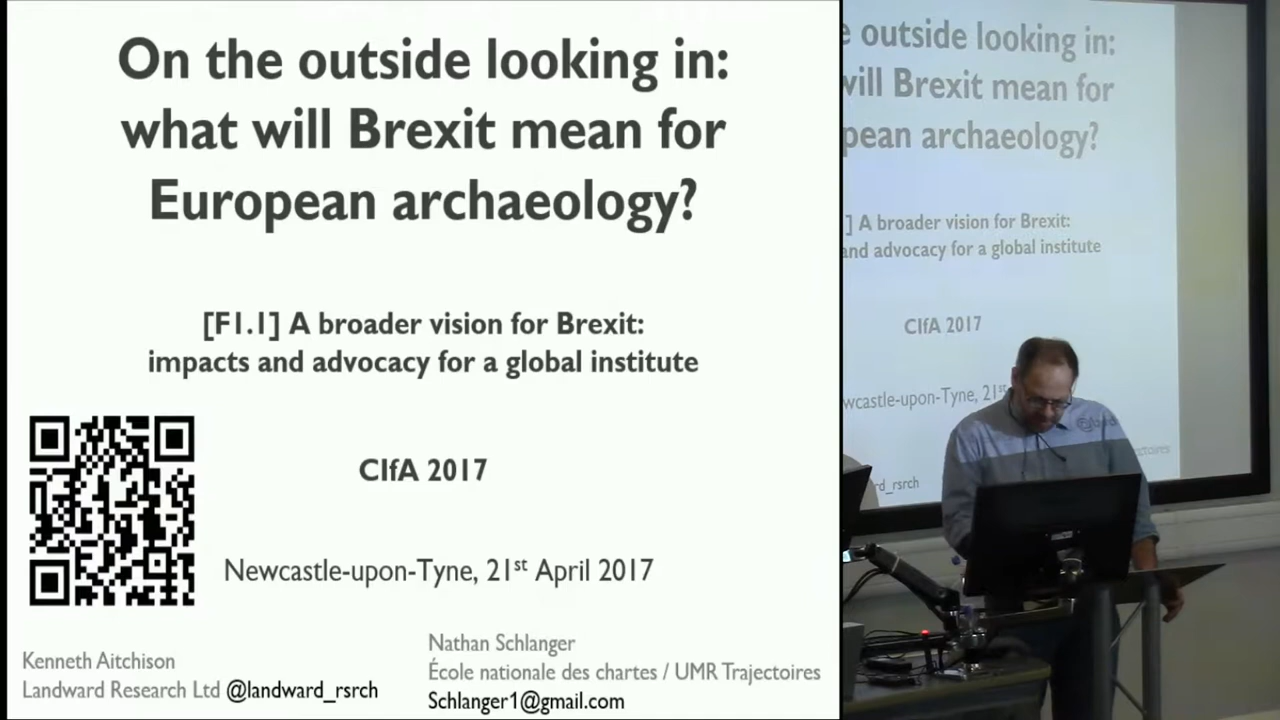 On the outside looking in:
what will Brexit mean for
European archaeology?
[F1.1] A broader vision for Brexit:
impacts and advocacy for a global institute
CIfA 2017
Newcastle-upon-Tyne, 21st April 2017
Kenneth Aitchison
Landward Research Ltd @landward_rsrch
Nathan Schlanger
École nationale des chartes / UMR Trajectoires
Schlanger1@gmail.com
e outside looking in:
will Brexit mean for
pean archaeology?
] A broader vision for Brexit:
and advocacy for a global institute
CIfA 2017
wcastle-upon-Tyne, 21st
ectoires
rd_rsrch